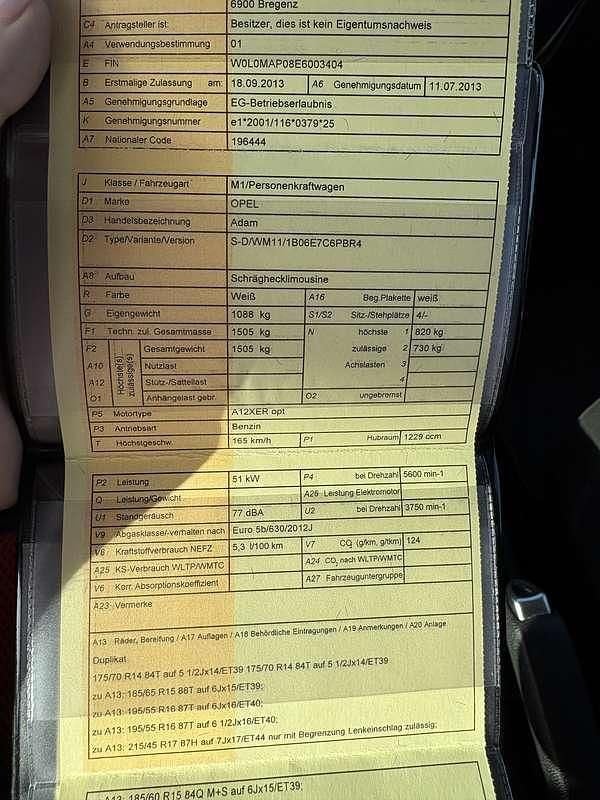 6900 Bregenz
C4 Antragsteller ist: Besitzer, dies ist kein Eigentumsnachweis
A4 Verwendungsbestimmung 01
E FIN W0L0MAP08E6003404
B Erstmalige Zulassung am: 18.09.2013 A6 Genehmigungsdatum 11.07.2013
A5 Genehmigungsgrundlage EG-Betriebserlaubnis
K Genehmigungsnummer e1*2001/116*0379*25
A7 Nationaler Code 196444
J Klasse / Fahrzeugart M1/Personenkraftwagen
D1 Marke OPEL
D3 Handelsbezeichnung Adam
D2 Type/Variante/Version S-D/WM11/1B06E7C6PBR4
A8 Aufbau Schräghecklimousine
R Farbe Weiß A16 Beg.Plakette weiß
G Eigengewicht 1088 kg S1/S2 Sitz-/Stehplätze 4/-
F1 Techn. zul. Gesamtmasse 1505 kg N höchste 1 820 kg
F2 Höchste(s) zulässige(s) Gesamtgewicht 1505 kg zulässige 2 730 kg
A10 Nutzlast Achslasten 3
A12 Stütz-/Sattellast 4
O1 Anhängelast gebr. O2 ungebremst
P5 Motortype A12XER opt
P3 Antriebsart Benzin
T Höchstgeschw. 165 km/h P1 Hubraum 1229 ccm
P2 Leistung 51 kW P4 bei Drehzahl 5600 min-1
Q Leistung/Gewicht A26 Leistung Elektromotor
U1 Standgeräusch 77 dBA U2 bei Drehzahl 3750 min-1
V9 Abgasklasse/-verhalten nach Euro 5b/630/2012J
V8 Kraftstoffverbrauch NEFZ 5,3 l/100 km V7 CO2 (g/km, g/tkm) 124
A25 KS-Verbrauch WLTP/WMTC A24 CO2 nach WLTP/WMTC
V6 Korr. Absorptionskoeffizient A27 Fahrzeuguntergruppe
A23 Vermerke
A13 Räder, Bereifung / A17 Auflagen / A18 Behördliche Eintragungen / A19 Anmerkungen / A20 Anlage
Duplikat
175/70 R14 84T auf 5 1/2Jx14/ET39 175/70 R14 84T auf 5 1/2Jx14/ET39
zu A13: 185/65 R15 88T auf 6Jx15/ET39;
zu A13: 195/55 R16 87T auf 6Jx16/ET40;
zu A13: 195/55 R16 87T auf 6 1/2Jx16/ET40;
zu A13: 215/45 R17 87H auf 7Jx17/ET44 nur mit Begrenzung Lenkeinschlag zulässig;
A13: 185/60 R15 84Q M+S auf 6Jx15/ET39;